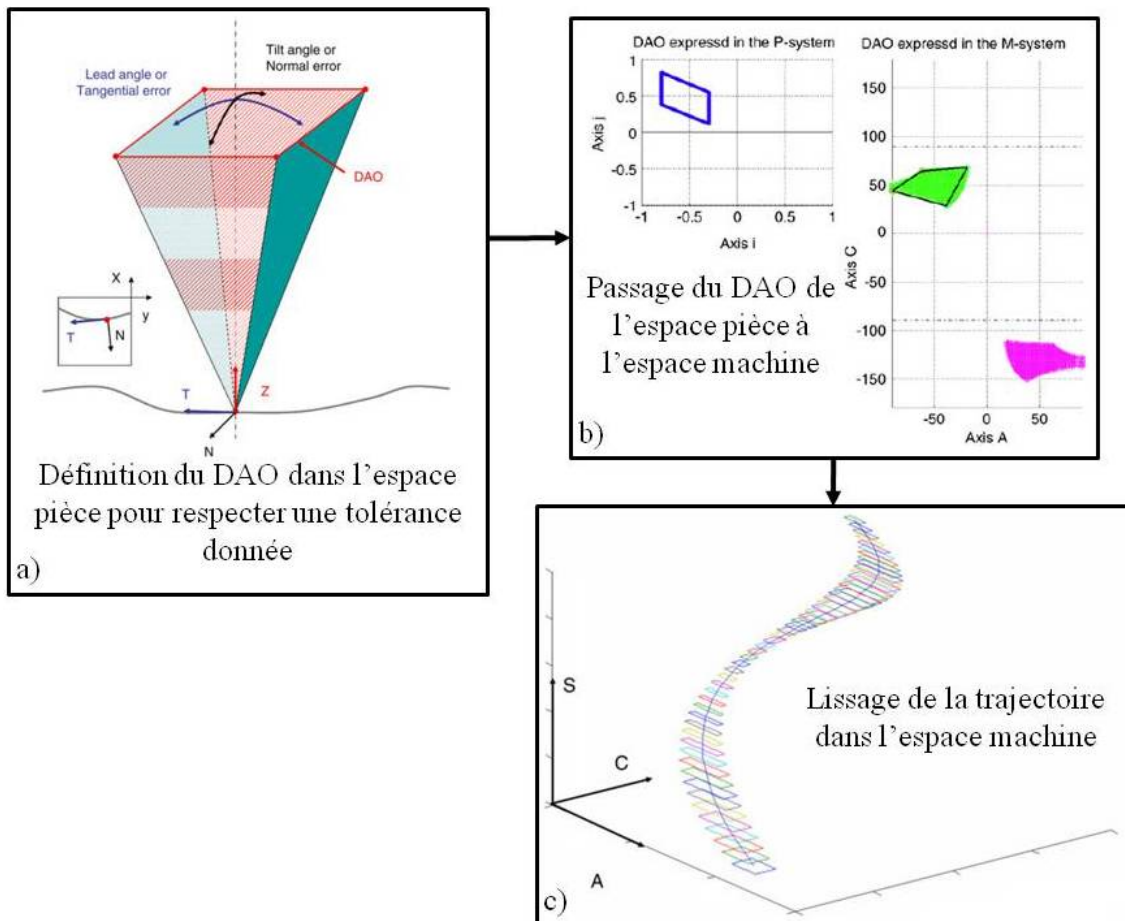 a)
Tilt angle or
Normal error
Lead angle or
Tangential error
DAO
X
y
T
N
Z
T
N
Définition du DAO dans l'espace
pièce pour respecter une tolérance
donnée
b)
DAO expressd in the P-system
1
0.5
0
-0.5
-1
-1 -0.5 0 0.5 1
Axis j
Axis i
Passage du DAO de
l'espace pièce à
l'espace machine
DAO expressd in the M-system
150
100
50
0
-50
-100
-150
-50 0 50
Axis C
Axis A
S
C
A
Lissage de la trajectoire
dans l'espace machine
c)